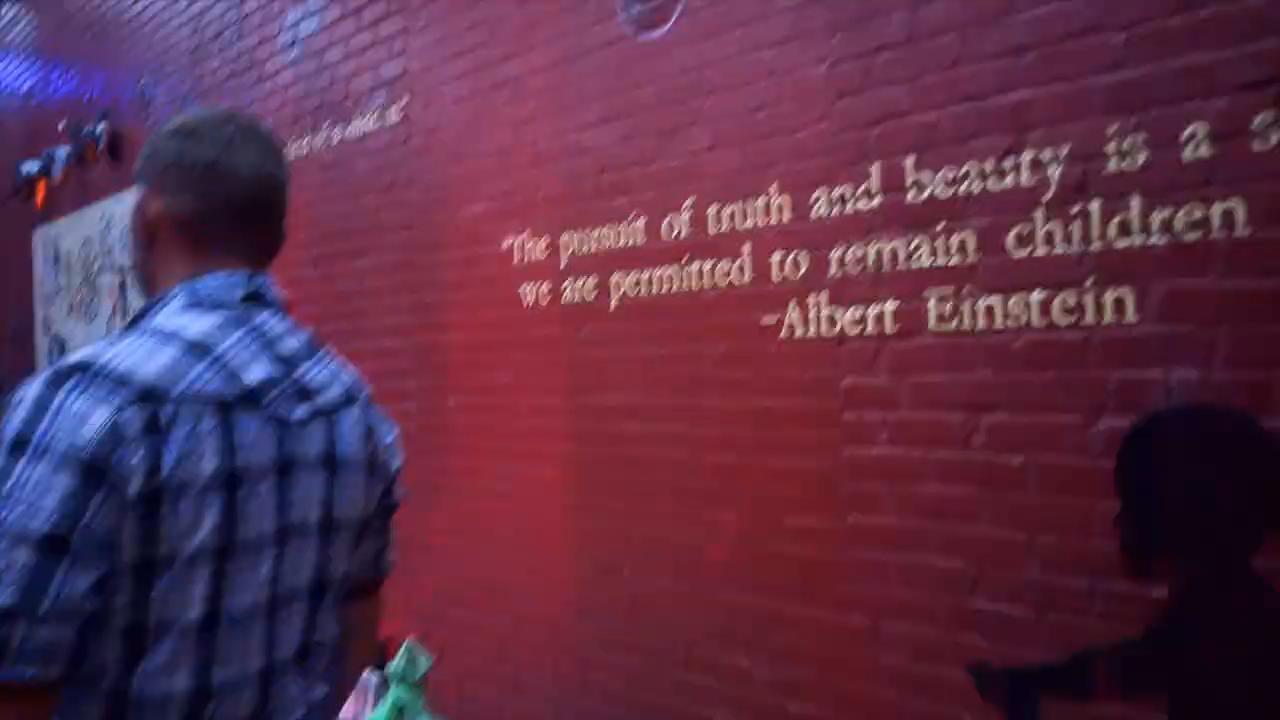 "The pursuit of truth and beauty is a s
we are permitted to remain children
-Albert Einstein